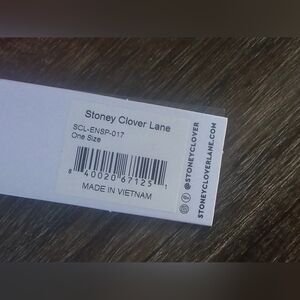 Stoney Clover Lane
SCL-ENSP-017
One Size
8 40020 67125 1
MADE IN VIETNAM
@STONEYCLOVER
STONEYCLOVERLANE.COM